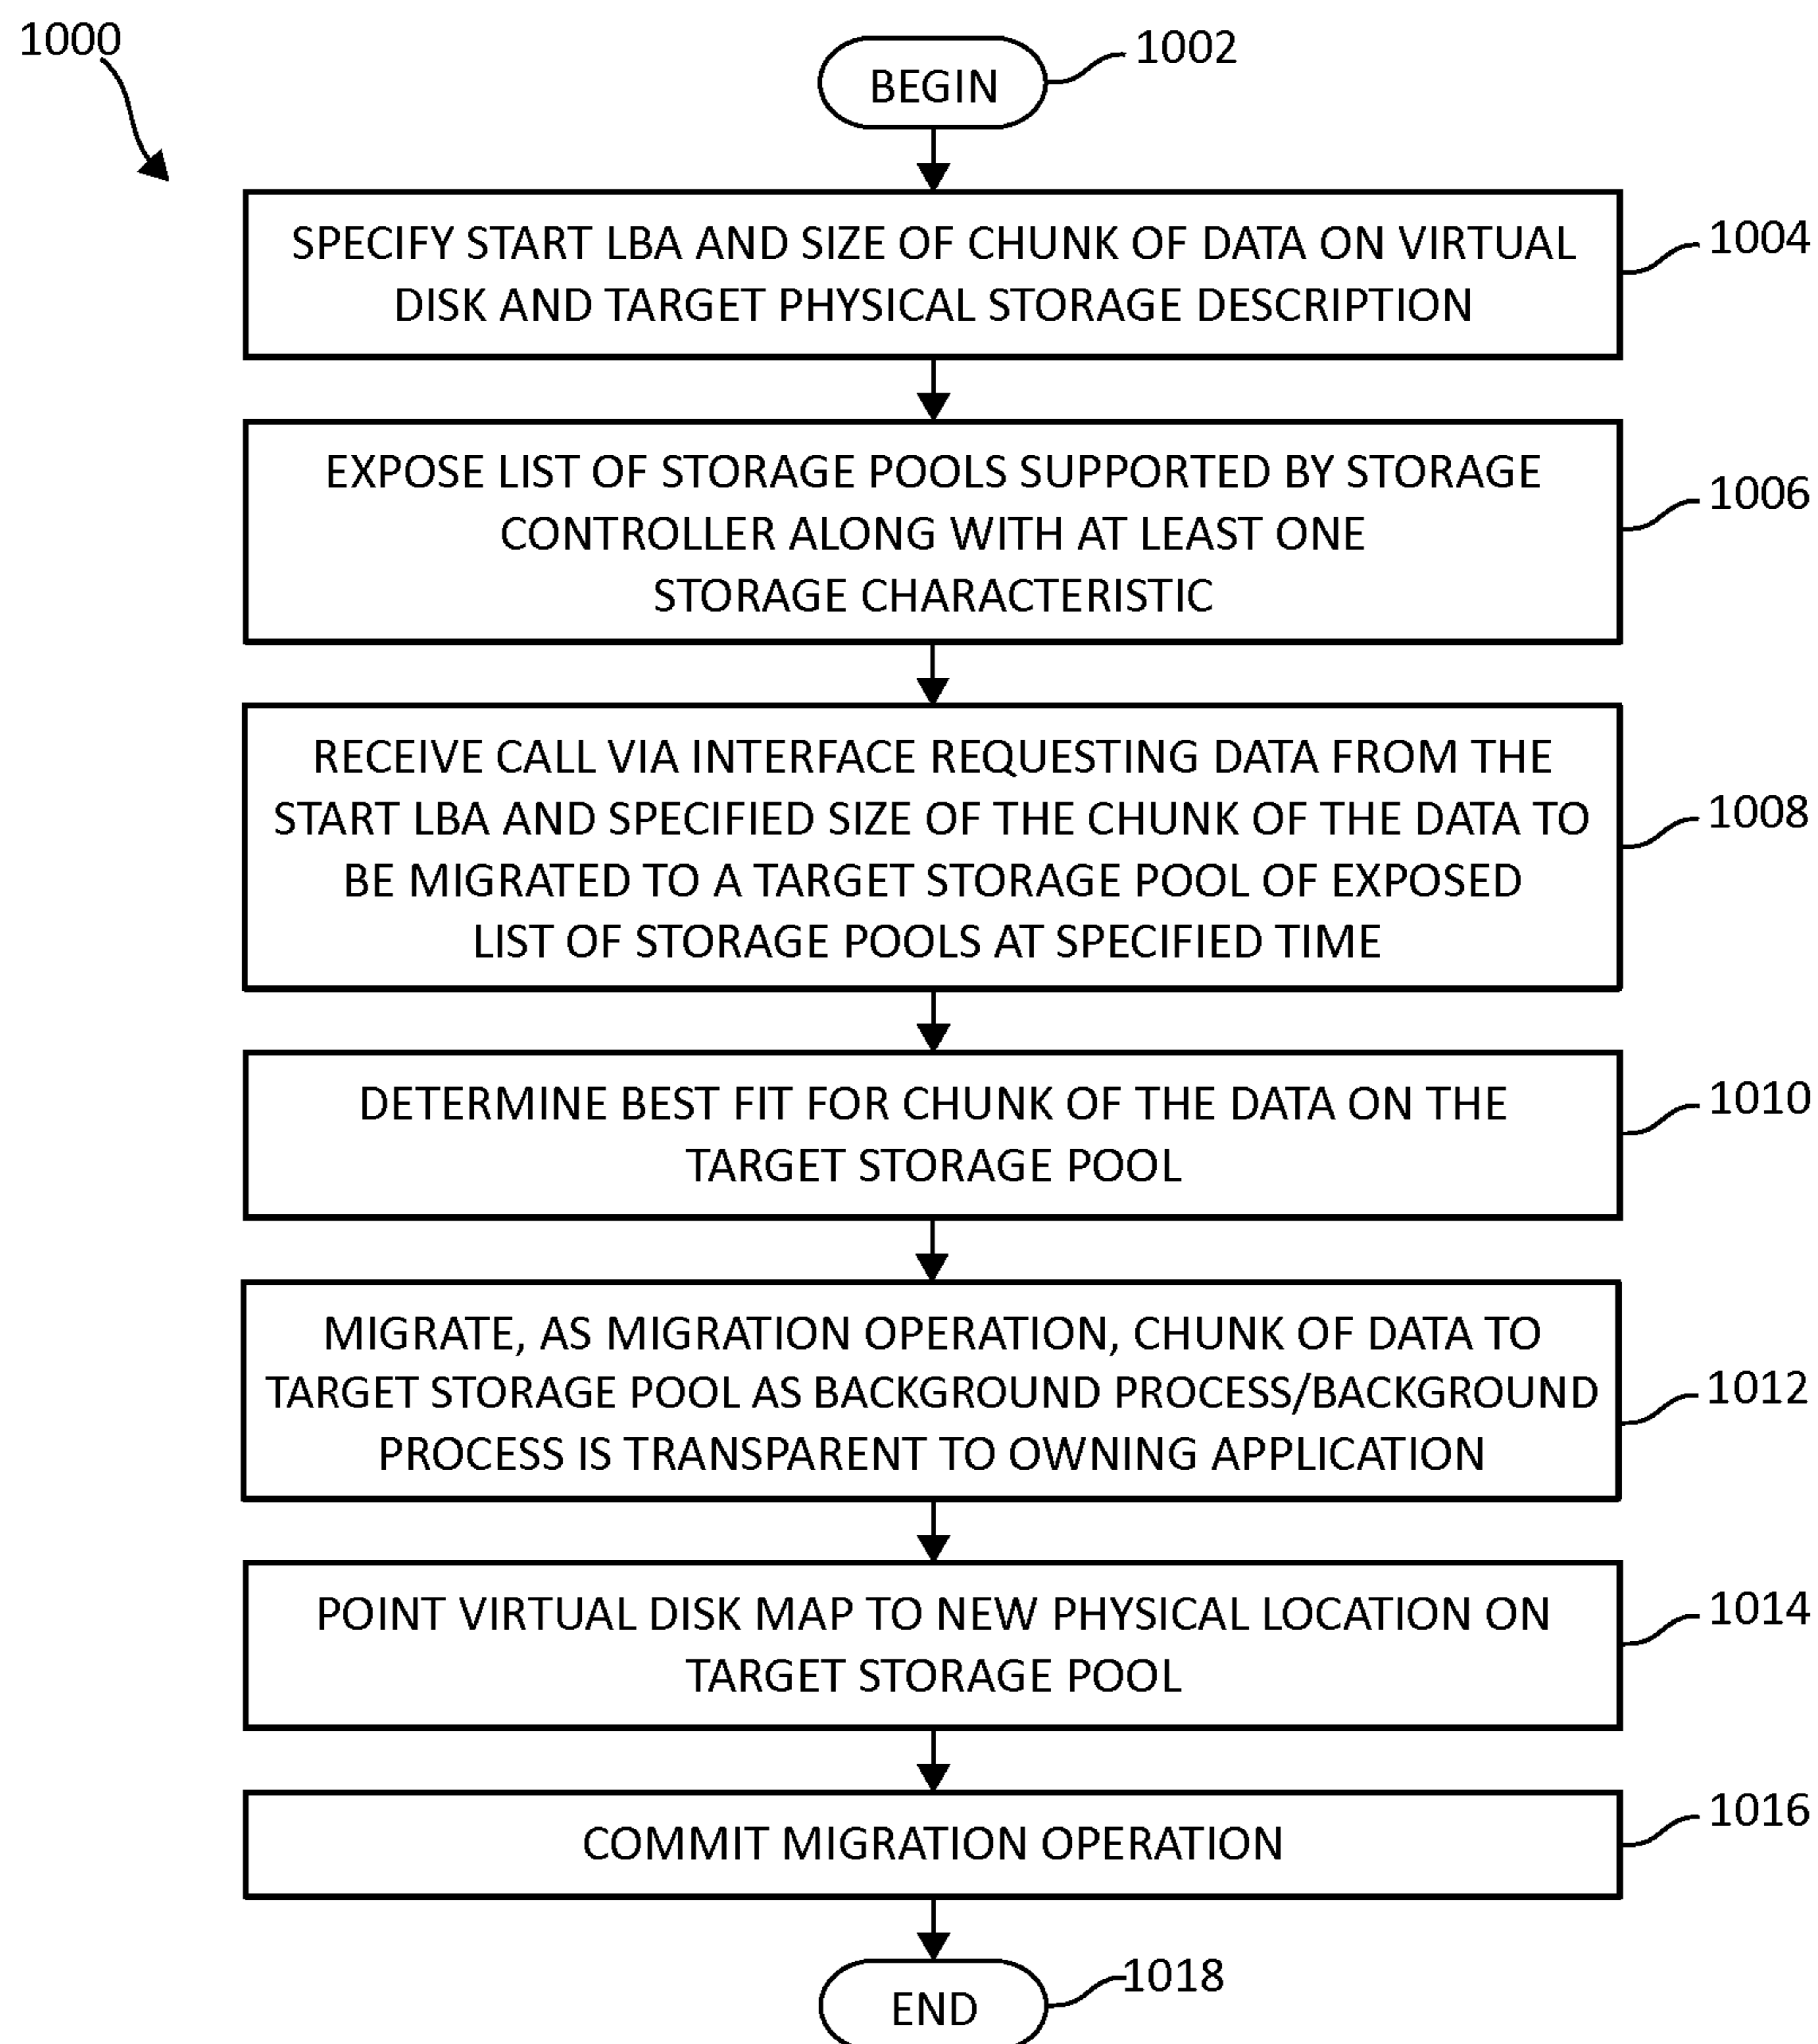 1000
BEGIN
1002
SPECIFY START LBA AND SIZE OF CHUNK OF DATA ON VIRTUAL
DISK AND TARGET PHYSICAL STORAGE DESCRIPTION
1004
EXPOSE LIST OF STORAGE POOLS SUPPORTED BY STORAGE
CONTROLLER ALONG WITH AT LEAST ONE
STORAGE CHARACTERISTIC
1006
RECEIVE CALL VIA INTERFACE REQUESTING DATA FROM THE
START LBA AND SPECIFIED SIZE OF THE CHUNK OF THE DATA TO
BE MIGRATED TO A TARGET STORAGE POOL OF EXPOSED
LIST OF STORAGE POOLS AT SPECIFIED TIME
1008
DETERMINE BEST FIT FOR CHUNK OF THE DATA ON THE
TARGET STORAGE POOL
1010
MIGRATE, AS MIGRATION OPERATION, CHUNK OF DATA TO
TARGET STORAGE POOL AS BACKGROUND PROCESS/BACKGROUND
PROCESS IS TRANSPARENT TO OWNING APPLICATION
1012
POINT VIRTUAL DISK MAP TO NEW PHYSICAL LOCATION ON
TARGET STORAGE POOL
1014
COMMIT MIGRATION OPERATION
1016
END
1018